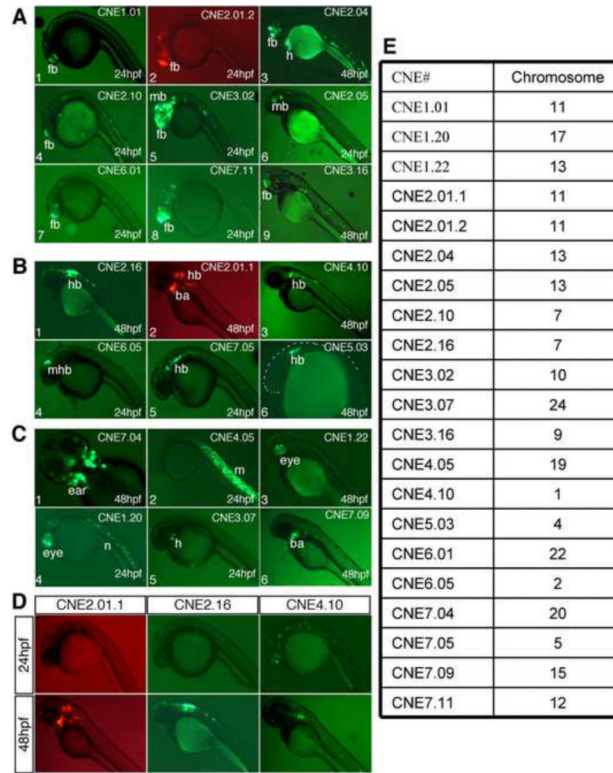 A
CNE1.01
fb
1
24hpf
CNE2.01.2
fb
2
24hpf
CNE2.04
fb
h
3
48hpf
CNE2.10
fb
4
24hpf
mb
CNE3.02
fb
5
24hpf
CNE2.05
mb
6
24hpf
CNE6.01
fb
7
24hpf
CNE7.11
fb
8
24hpf
CNE3.16
fb
9
48hpf
B
CNE2.16
hb
1
48hpf
CNE2.01.1
hb
ba
2
48hpf
CNE4.10
hb
3
48hpf
CNE6.05
mhb
4
24hpf
CNE7.05
hb
5
24hpf
CNE5.03
hb
6
48hpf
C
CNE7.04
ear
1
48hpf
CNE4.05
m
2
24hpf
CNE1.22
eye
3
48hpf
CNE1.20
eye
n
4
24hpf
CNE3.07
h
5
24hpf
CNE7.09
ba
6
48hpf
D
CNE2.01.1 CNE2.16 CNE4.10
24hpf
48hpf
E
CNE# Chromosome
CNE1.01 11
CNE1.20 17
CNE1.22 13
CNE2.01.1 11
CNE2.01.2 11
CNE2.04 13
CNE2.05 13
CNE2.10 7
CNE2.16 7
CNE3.02 10
CNE3.07 24
CNE3.16 9
CNE4.05 19
CNE4.10 1
CNE5.03 4
CNE6.01 22
CNE6.05 2
CNE7.04 20
CNE7.05 5
CNE7.09 15
CNE7.11 12